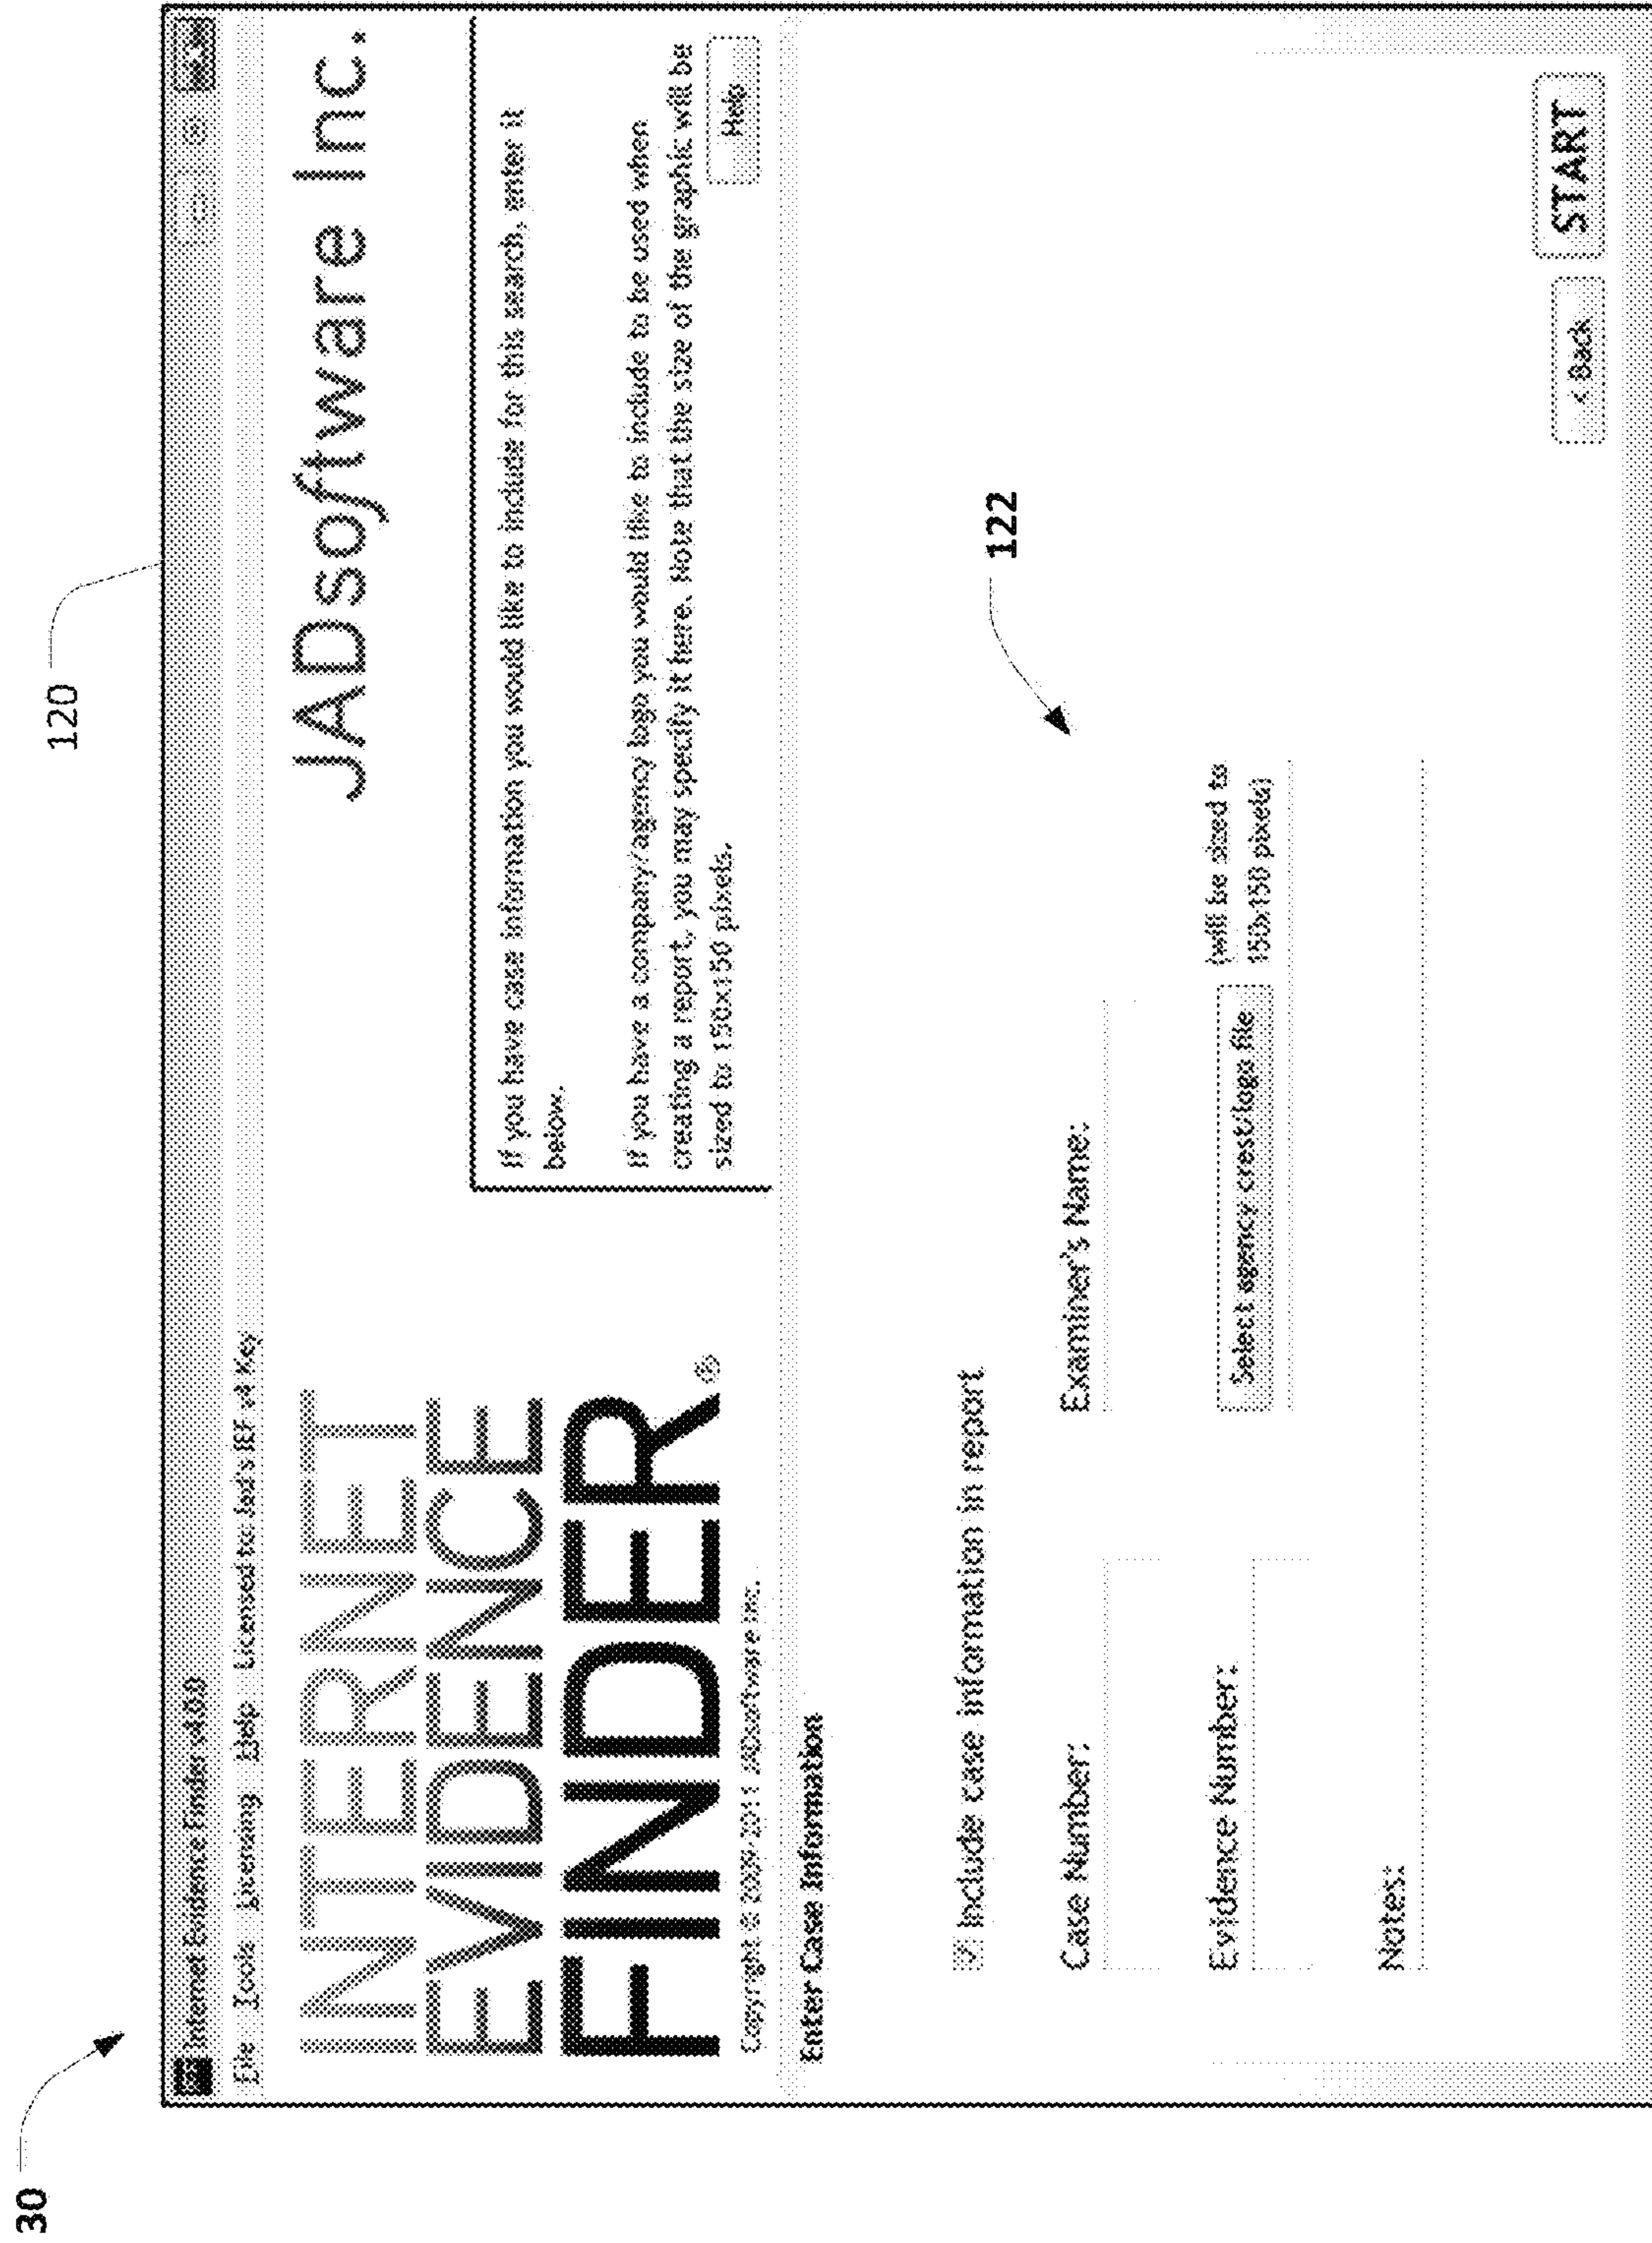 30
120
Internet Evidence Finder v4.0.0
File Tools Licensing Help Licensed to: Jad's IEF v4 Key
INTERNET
EVIDENCE
FINDER®
Copyright © 2009-2011 JADsoftware Inc.
JADsoftware Inc.
If you have case information you would like to include for this search, enter it
below.
If you have a company/agency logo you would like to include to be used when
creating a report, you may specify it here. Note that the size of the graphic will be
sized to 150x150 pixels.
Help
Enter Case Information
122
Include case information in report
Case Number:
Examiner's Name:
Evidence Number:
Select agency crest/logo file
(will be sized to
150x150 pixels)
Notes:
< Back
START